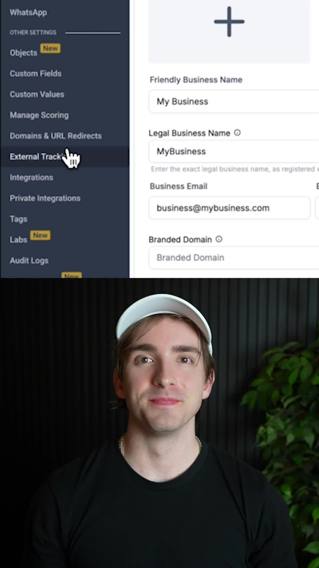 WhatsApp
OTHER SETTINGS
Objects New
Custom Fields
Custom Values
Manage Scoring
Domains & URL Redirects
External Track
Integrations
Private Integrations
Tags
Labs New
Audit Logs
Friendly Business Name
My Business
Legal Business Name
MyBusiness
Enter the exact legal business name, as registered
Business Email
business@mybusiness.com
Branded Domain
Branded Domain